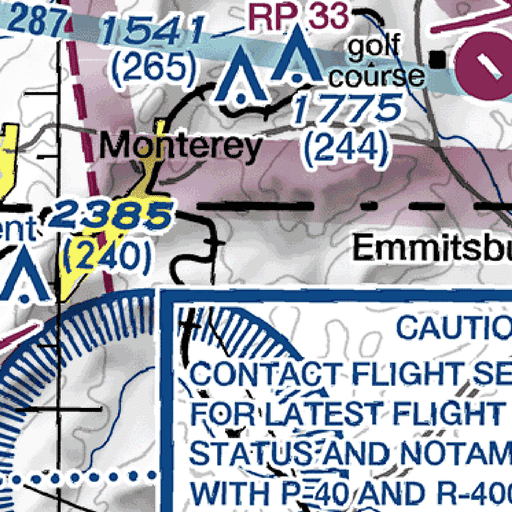 287
1541
(265)
RP 33
golf
course
1775
(244)
Monterey
2385
(240)
Emmitsbu
CAUTIO
CONTACT FLIGHT SE
FOR LATEST FLIGHT
STATUS AND NOTAM
WITH P-40 AND R-400